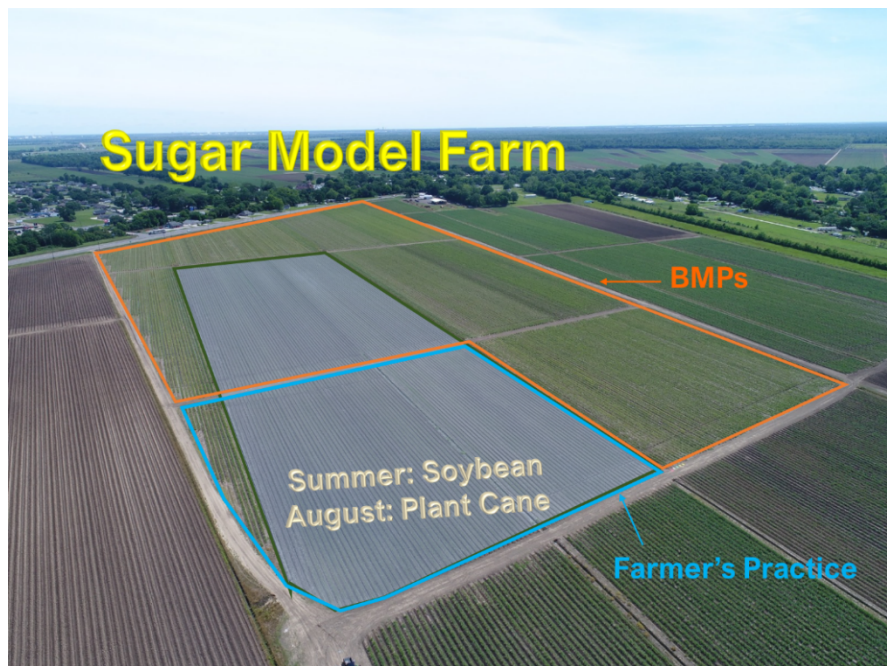 Sugar Model Farm
BMPs
Summer: Soybean
August: Plant Cane
Farmer's Practice